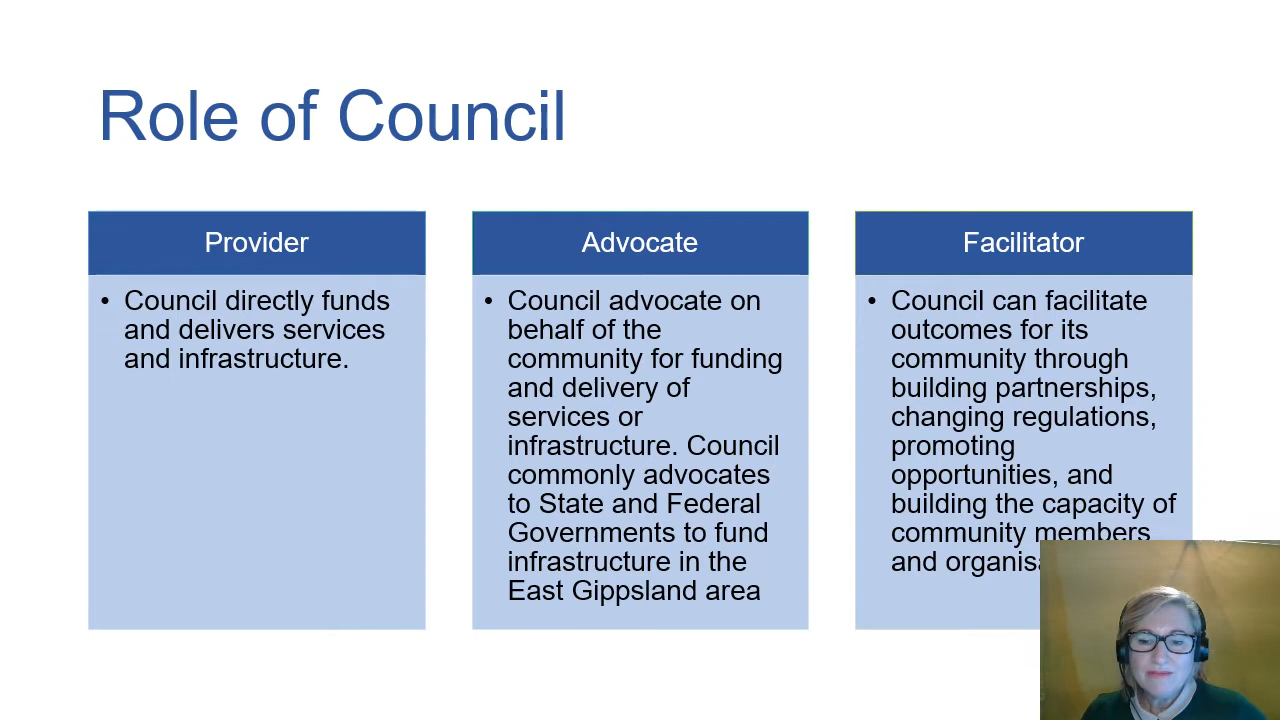 Role of Council
Provider
• Council directly funds
and delivers services
and infrastructure.
Advocate
• Council advocate on
behalf of the
community for funding
and delivery of
services or
infrastructure. Council
commonly advocates
to State and Federal
Governments to fund
infrastructure in the
East Gippsland area
Facilitator
• Council can facilitate
outcomes for its
community through
building partnerships,
changing regulations,
promoting
opportunities, and
building the capacity of
community members
and